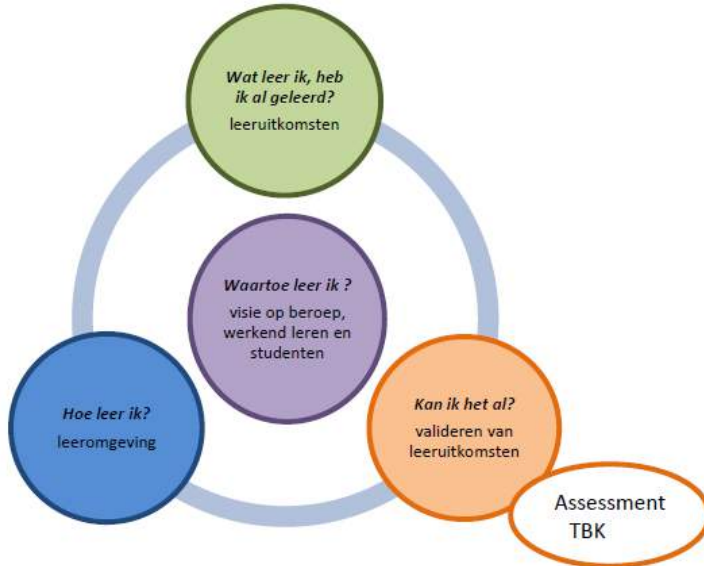 Wat leer ik, heb
ik al geleerd?
leeruitkomsten
Waartoe leer ik ?
visie op beroep,
werkend leren en
studenten
Hoe leer ik?
leeromgeving
Kan ik het al?
valideren van
leeruitkomsten
Assessment
TBK